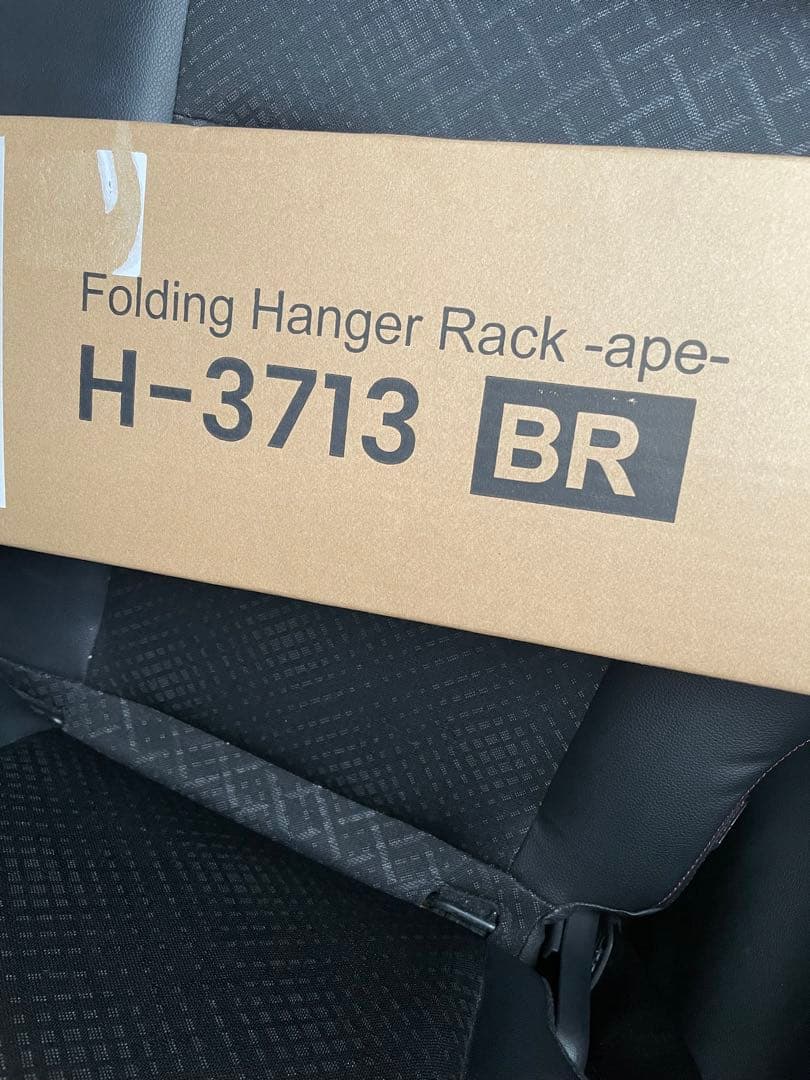 Folding Hanger Rack -ape-
H-3713 BR